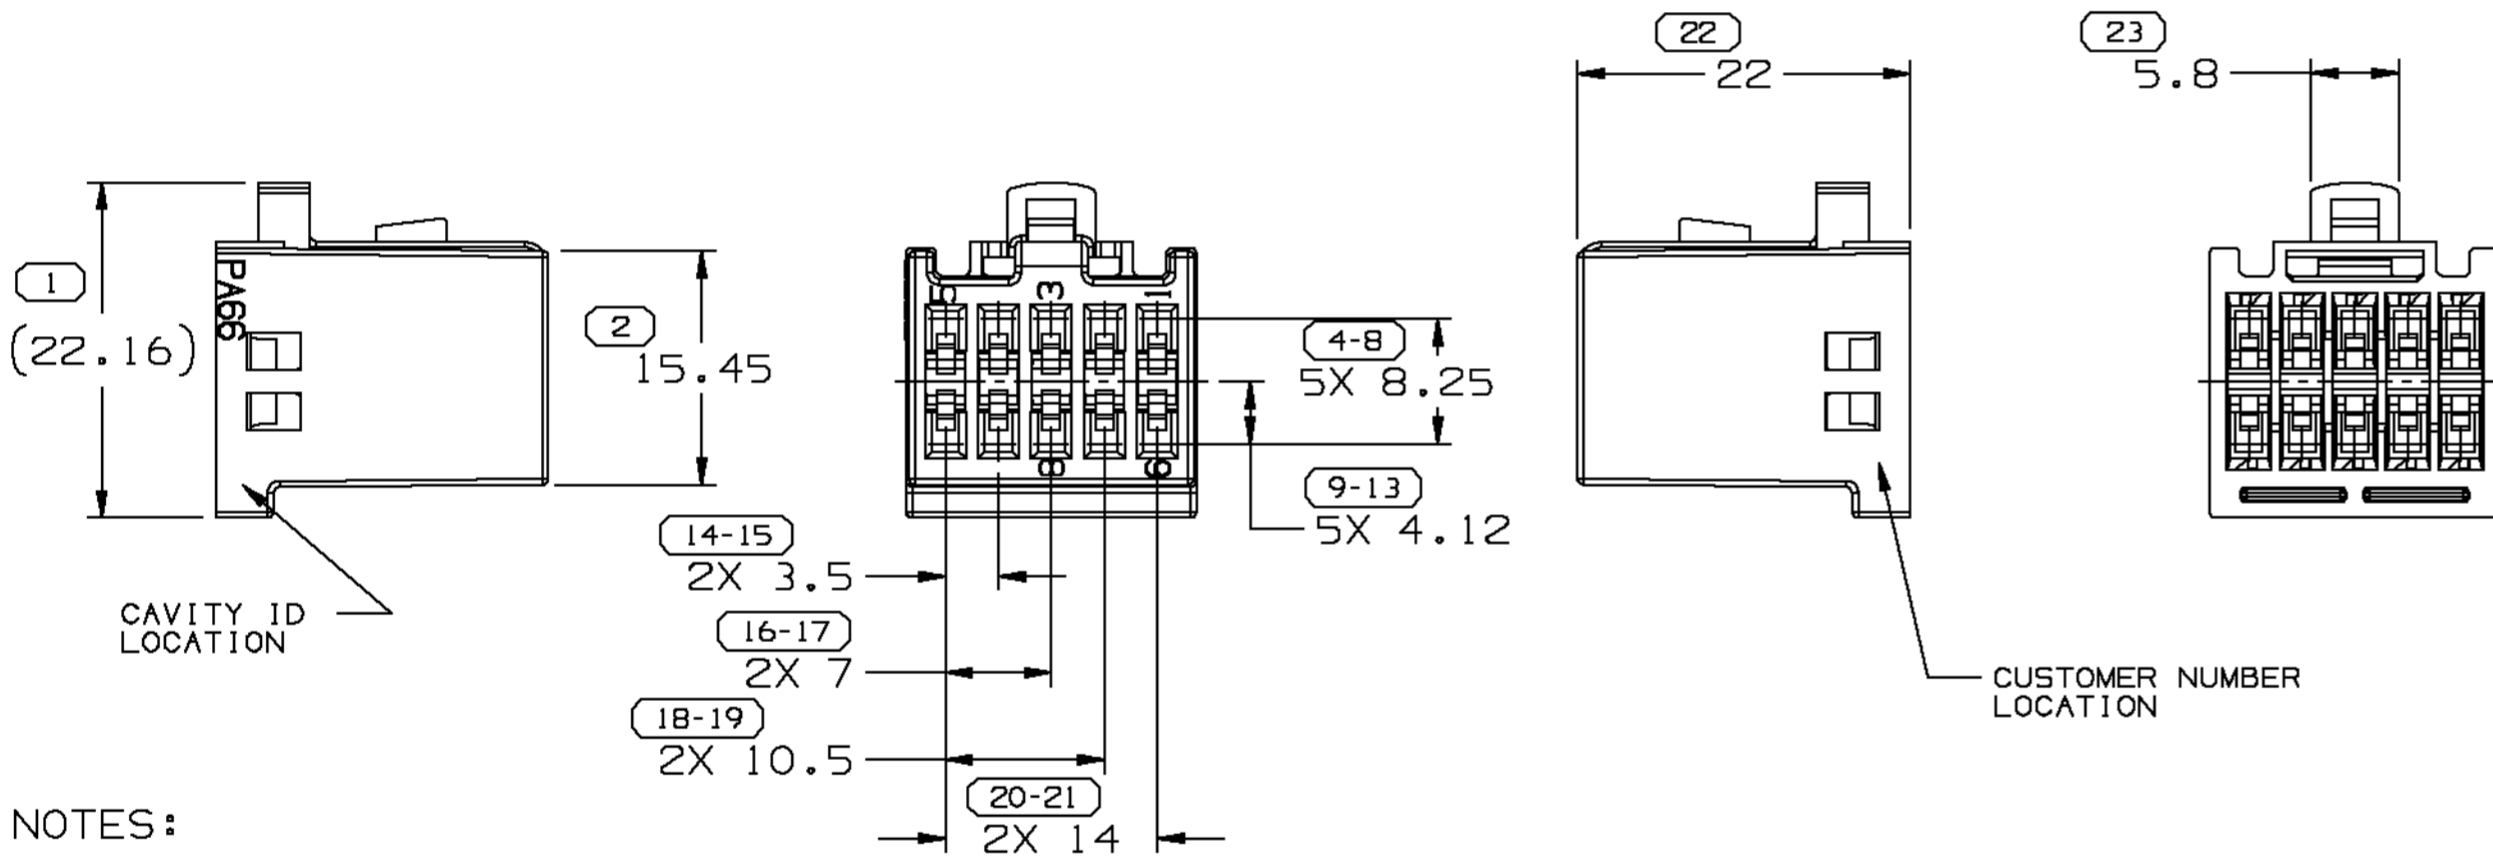 1
(22.16)
PA66
2
15.45
CAVITY ID
LOCATION
5
3
1
8
6
4-8
5X 8.25
9-13
5X 4.12
14-15
2X 3.5
16-17
2X 7
18-19
2X 10.5
20-21
2X 14
22
22
CUSTOMER NUMBER
LOCATION
23
5.8
NOTES: